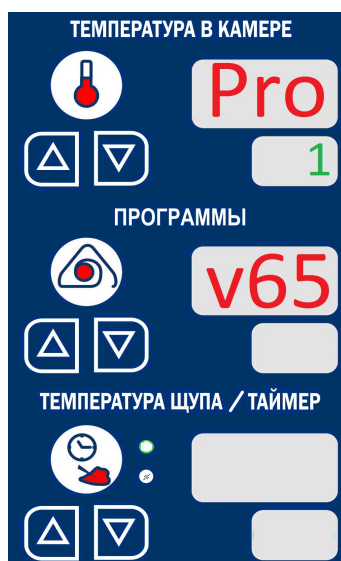 ТЕМПЕРАТУРА В КАМЕРЕ
Pro
1
ПРОГРАММЫ
v65
ТЕМПЕРАТУРА ЩУПА / ТАЙМЕР